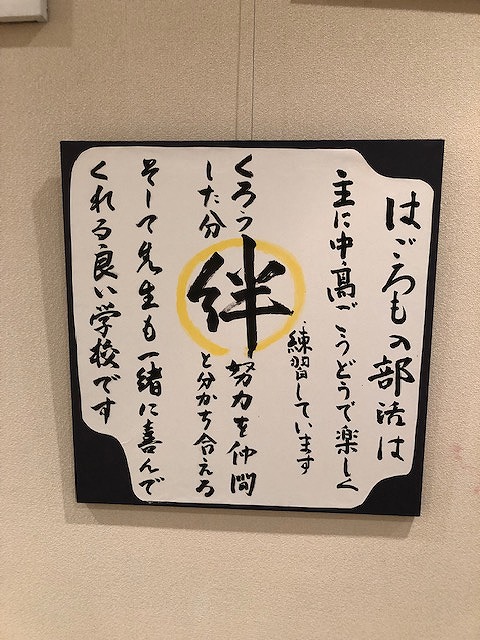 はごろもの部活は
主に中、高ごうどうで楽しく
練習しています
くろう
した分
絆
努力を仲間
と分かち合える
そして先生も一緒に喜んで
くれる良い学校です